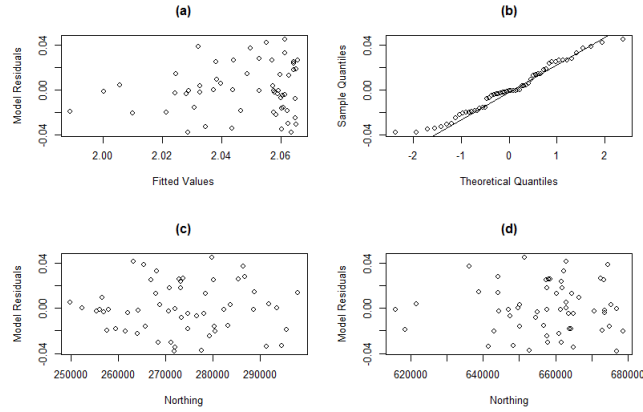 (a)
Model Residuals
0.04
0.00
-0.04
2.00
2.02
2.04
2.06
Fitted Values
(b)
Sample Quantiles
0.04
0.00
-0.04
-2
-1
0
1
2
Theoretical Quantiles
(c)
Model Residuals
0.04
0.00
-0.04
250000
260000
270000
280000
290000
Northing
(d)
Model Residuals
0.04
0.00
-0.04
620000
640000
660000
680000
Northing